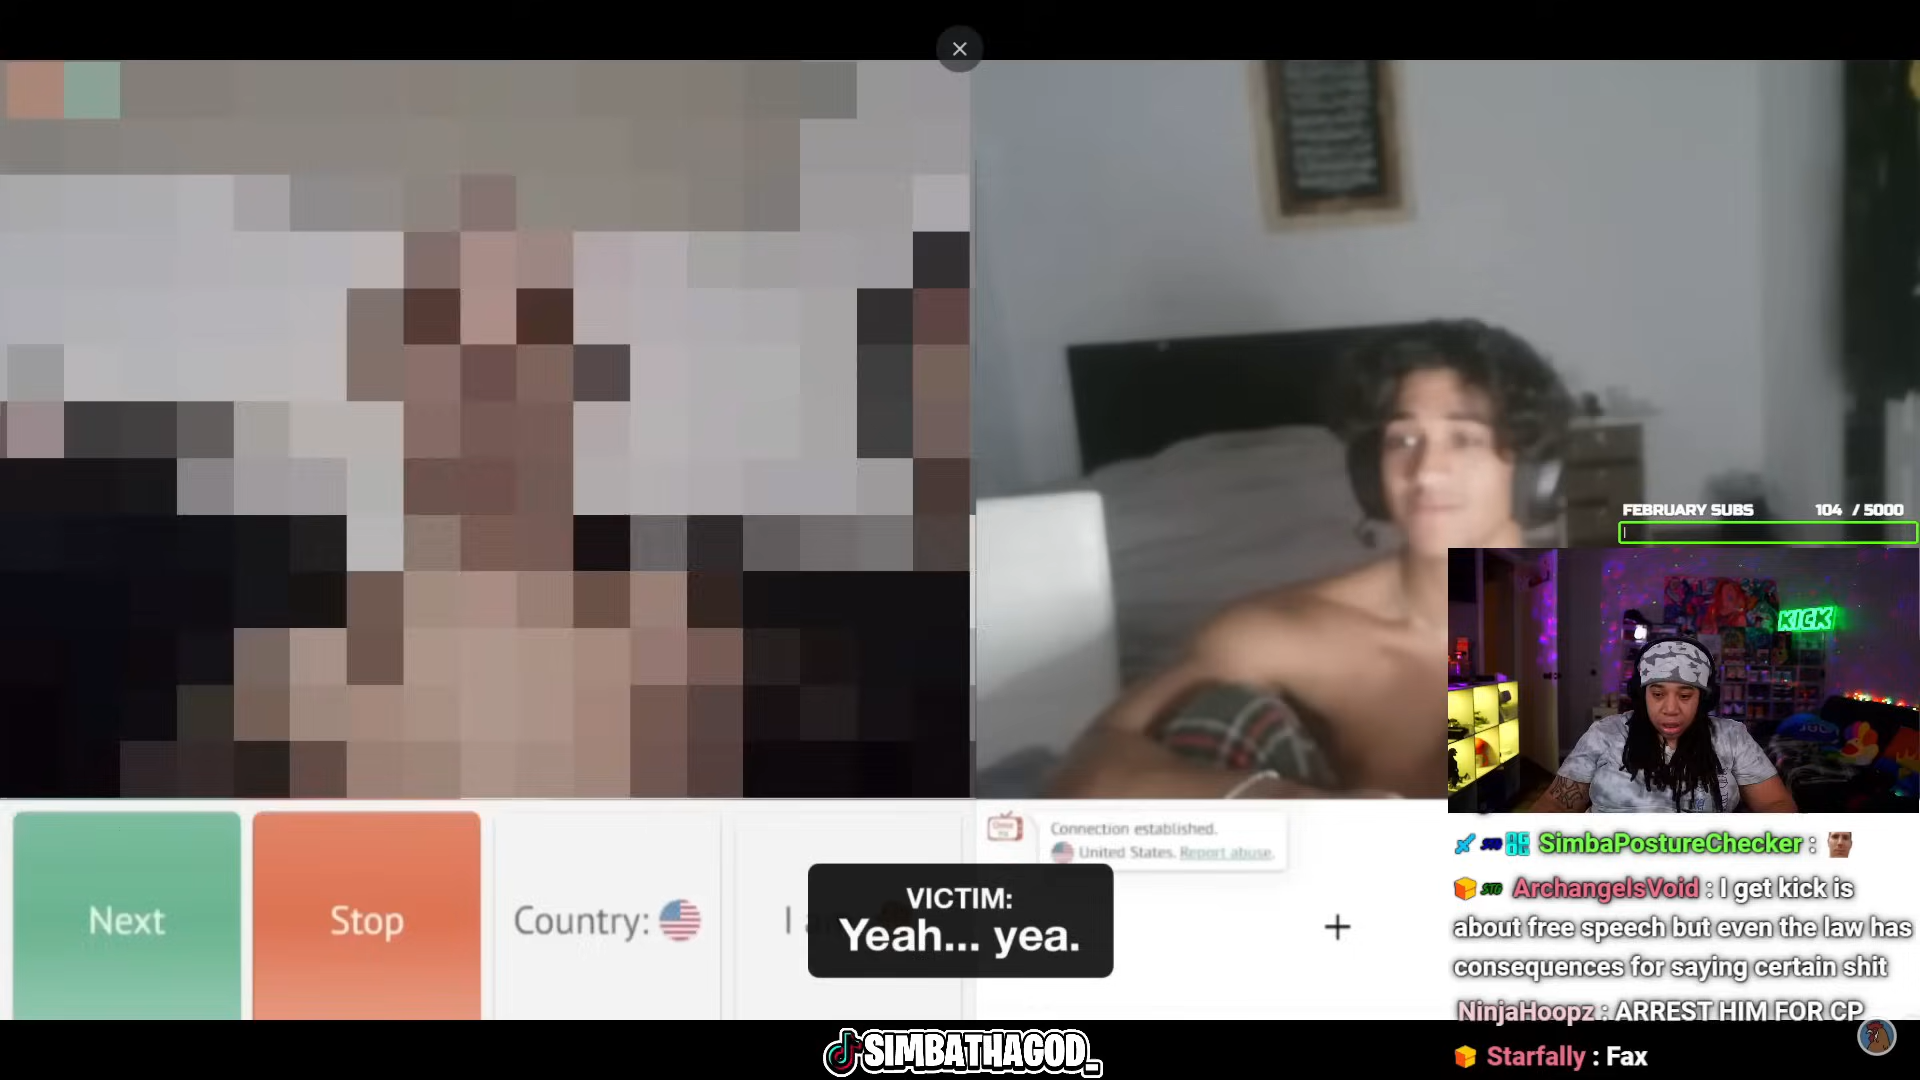 FEBRUARY SUBS 104 / 5000
KICK
Connection established.
United States. Report abuse.
Next
Stop
Country:
I a
VICTIM:
Yeah... yea.
+
SimbaPostureChecker :
ArchangelsVoid : I get kick is
about free speech but even the law has
consequences for saying certain shit
NinjaHoopz : ARREST HIM FOR CP
Starfally : Fax
SIMBATHAGOD_